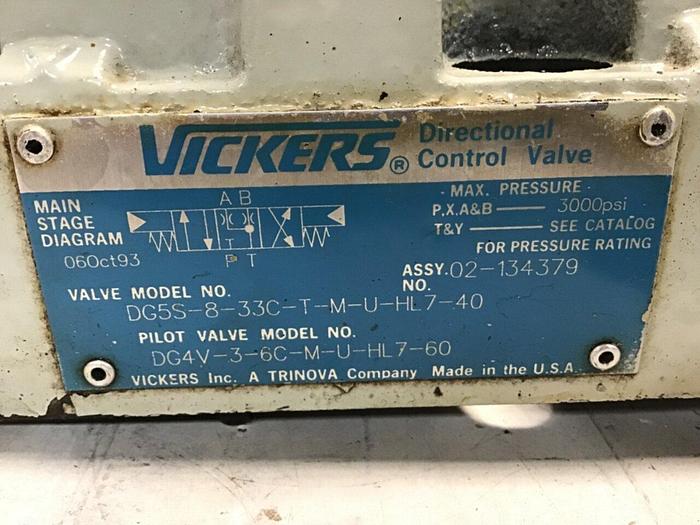 VICKERS® Directional Control Valve
MAIN STAGE DIAGRAM
A B
T
P T
06Oct93
MAX. PRESSURE
P,X,A&B — 3000psi
T&Y — SEE CATALOG
FOR PRESSURE RATING
ASSY. NO. 02-134379
VALVE MODEL NO.
DG5S-8-33C-T-M-U-HL7-40
PILOT VALVE MODEL NO.
DG4V-3-6C-M-U-HL7-60
VICKERS Inc. A TRINOVA Company Made in the U.S.A.